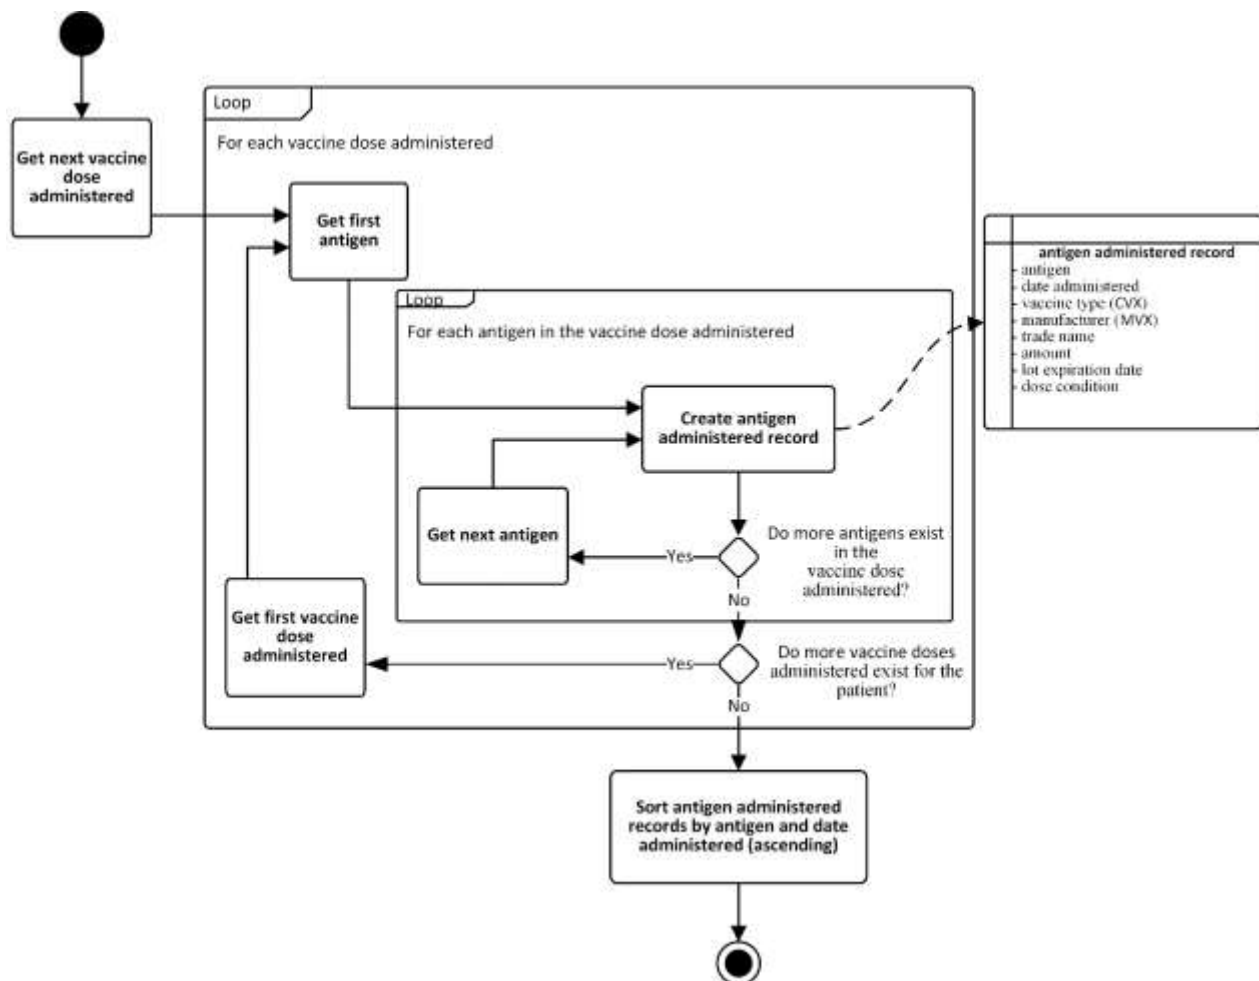 Get next vaccine
dose
administered
Loop
For each vaccine dose administered
Get first
antigen
Loop
For each antigen in the vaccine dose administered
Create antigen
administered record
antigen administered record
- antigen
- date administered
- vaccine type (CVX)
- manufacturer (MVX)
- trade name
- amount
- lot expiration date
- dose condition
Get next antigen
Yes
Do more antigens exist
in the
vaccine dose
administered?
No
Get first vaccine
dose
administered
Yes
Do more vaccine doses
administered exist for the
patient?
No
Sort antigen administered
records by antigen and date
administered (ascending)